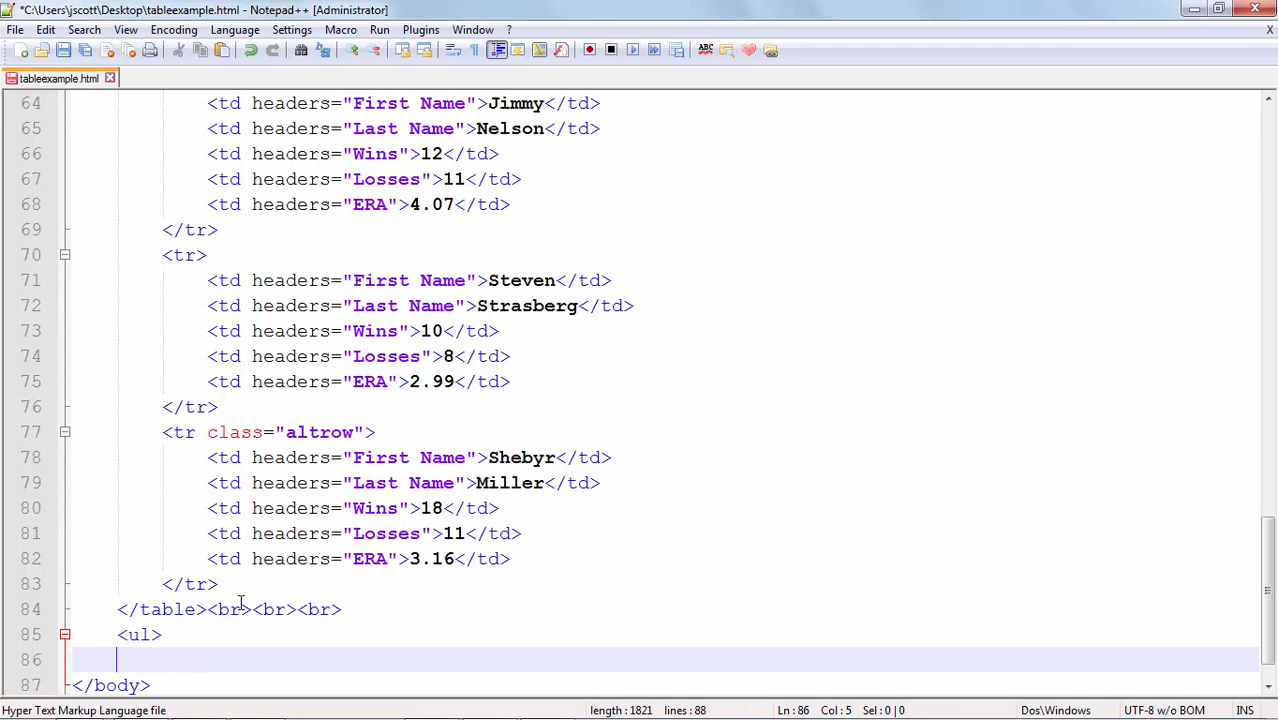 *C:\Users\jscott\Desktop\tableexample.html - Notepad++ [Administrator]
File Edit Search View Encoding Language Settings Macro Run Plugins Window ? X
tableexample.html
64 <td headers="First Name">Jimmy</td>
65 <td headers="Last Name">Nelson</td>
66 <td headers="Wins">12</td>
67 <td headers="Losses">11</td>
68 <td headers="ERA">4.07</td>
69 </tr>
70 <tr>
71 <td headers="First Name">Steven</td>
72 <td headers="Last Name">Strasberg</td>
73 <td headers="Wins">10</td>
74 <td headers="Losses">8</td>
75 <td headers="ERA">2.99</td>
76 </tr>
77 <tr class="altrow">
78 <td headers="First Name">Shebyr</td>
79 <td headers="Last Name">Miller</td>
80 <td headers="Wins">18</td>
81 <td headers="Losses">11</td>
82 <td headers="ERA">3.16</td>
83 </tr>
84 </table><br><br><br>
85 <ul>
86
87 </body>
Hyper Text Markup Language file length : 1821 lines : 88 Ln : 86 Col : 5 Sel : 0 | 0 Dos\Windows UTF-8 w/o BOM INS